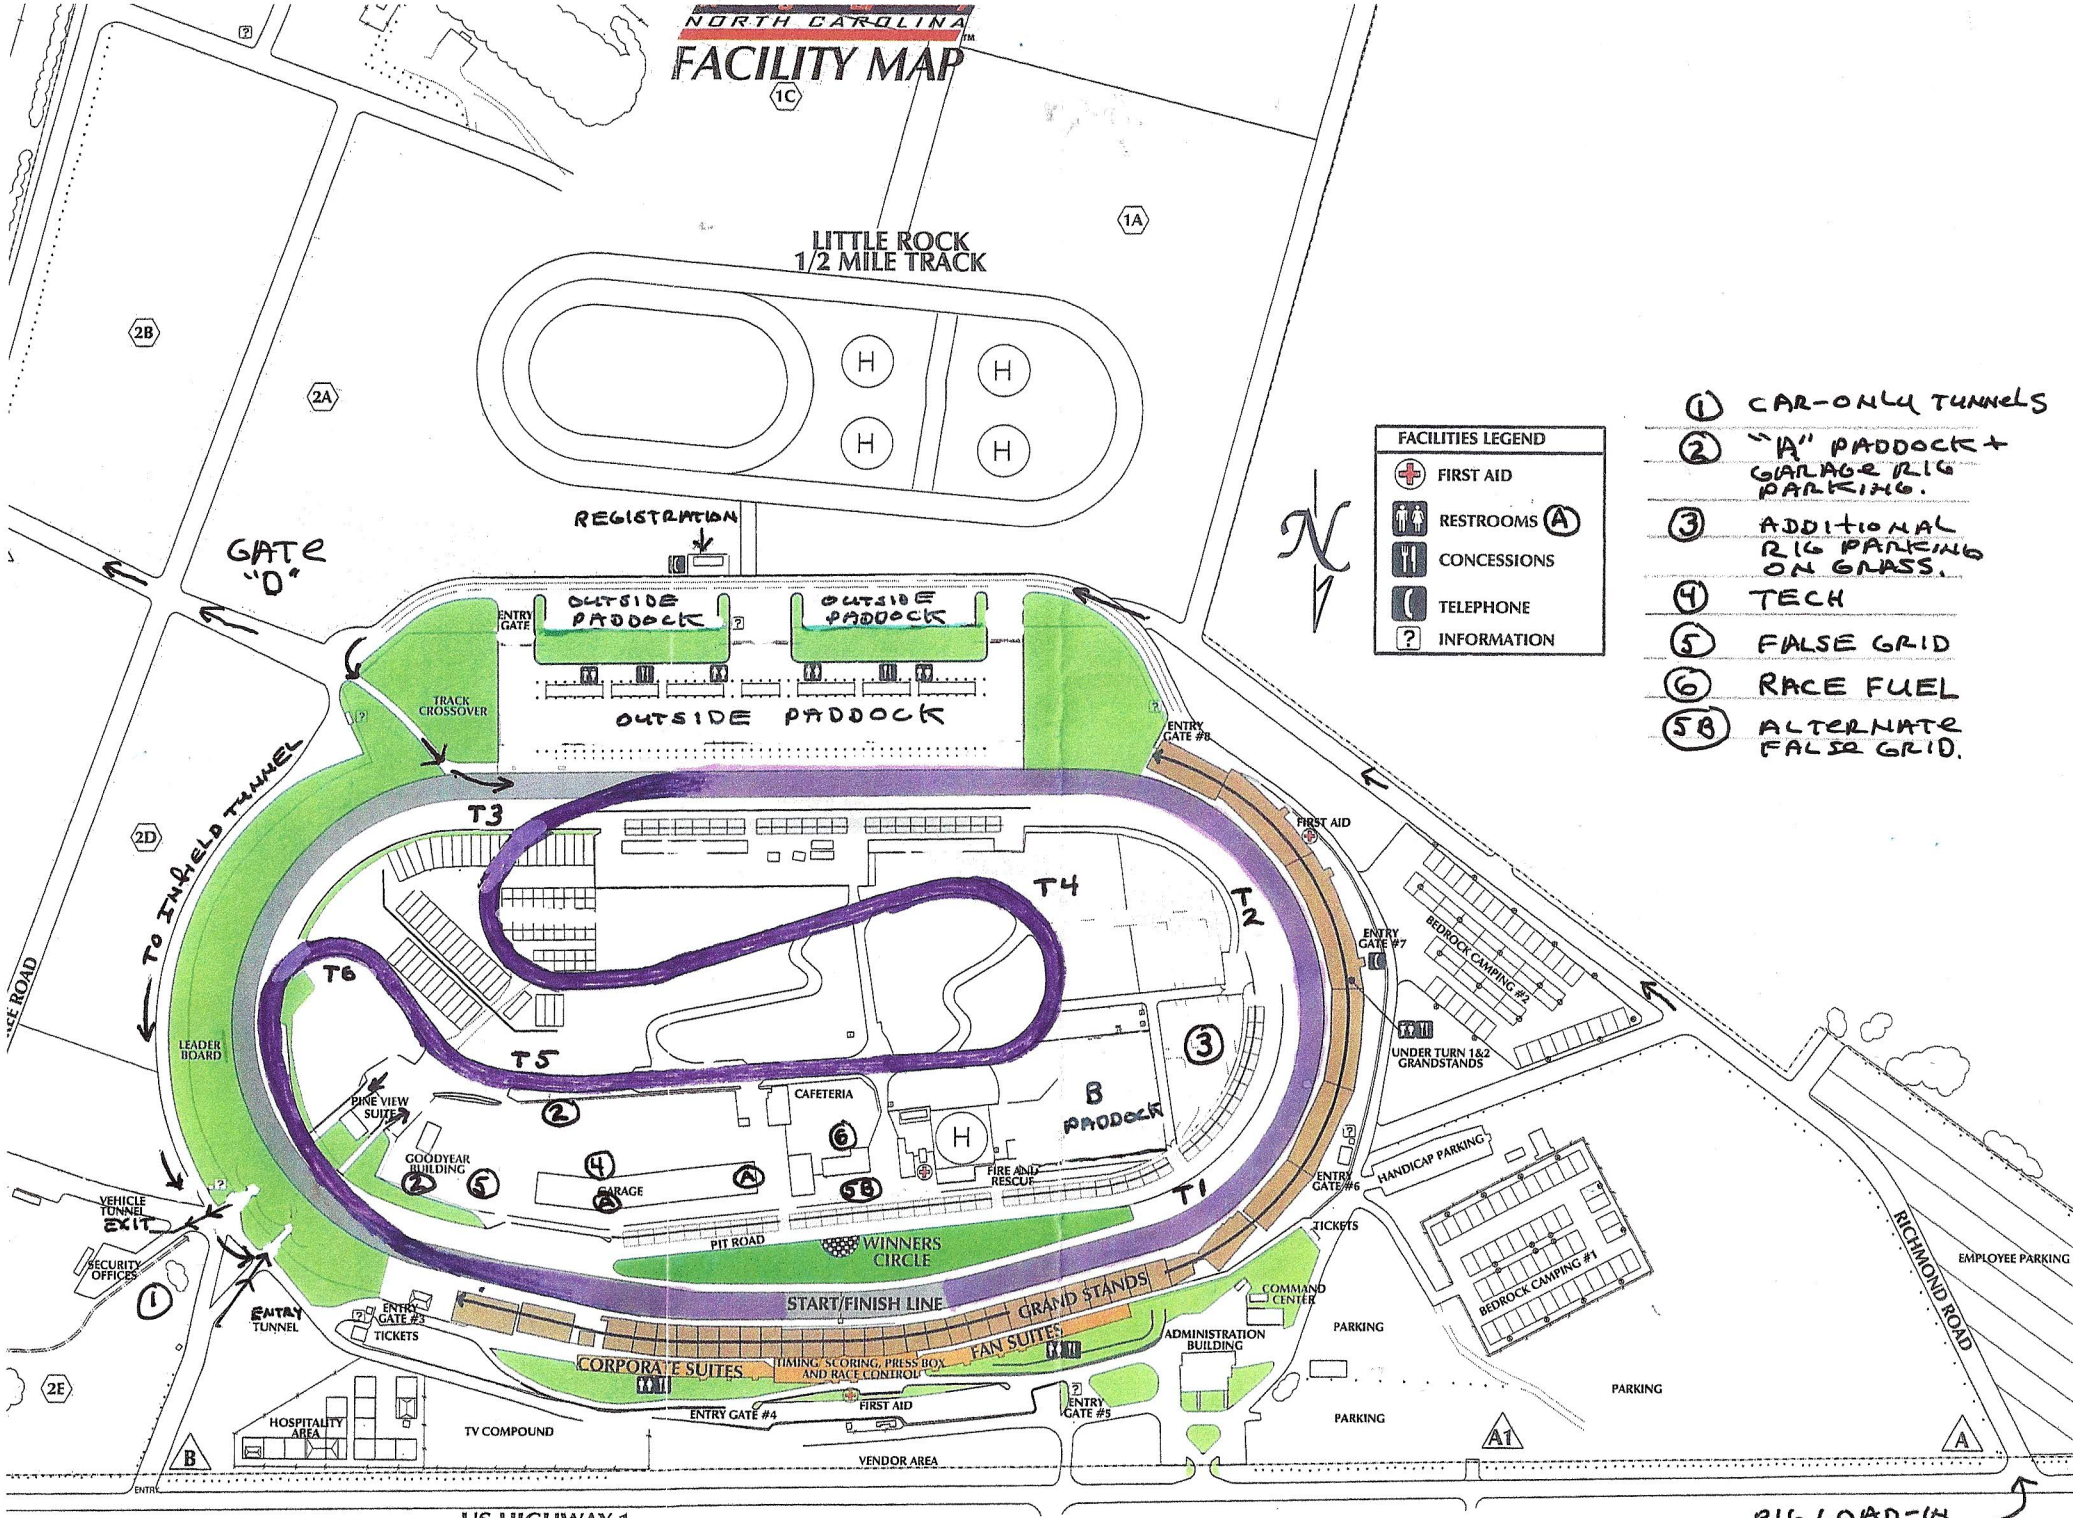 NORTH CAROLINA
TM
FACILITY MAP
1C
?
1A
LITTLE ROCK
1/2 MILE TRACK
2B
2A
H
H
H
H
① CAR-ONLY TUNNELS
② "A" PADDOCK +
GARAGE RIG
PARKING.
③ ADDITIONAL
RIG PARKING
ON GRASS.
④ TECH
⑤ FALSE GRID
⑥ RACE FUEL
5B ALTERNATE
FALSE GRID.
FACILITIES LEGEND
FIRST AID
RESTROOMS A
CONCESSIONS
TELEPHONE
? INFORMATION
N
REGISTRATION
GATE
"D"
ENTRY
GATE
OUTSIDE
PADDOCK
?
OUTSIDE
PADDOCK
TRACK
CROSSOVER
?
OUTSIDE PADDOCK
?
ENTRY
GATE #8
T3
FIRST AID
2D
TO INFIELD TUNNEL
T4
T2
ENTRY
GATE #7
BEDROCK CAMPING #2
T6
LEADER
BOARD
T5
3
UNDER TURN 1&2
GRANDSTANDS
PINE VIEW
SUITE
2
CAFETERIA
B
PADDOCK
6
H
?
HANDICAP PARKING
GOODYEAR
BUILDING
2
5
4
GARAGE
A
A
5B
FIRE AND
RESCUE
T1
ENTRY
GATE #6
TICKETS
?
VEHICLE
TUNNEL
EXIT
SECURITY
OFFICES
1
PIT ROAD
WINNERS
CIRCLE
RICHMOND ROAD
EMPLOYEE PARKING
BEDROCK CAMPING #1
COMMAND
CENTER
ENTRY
TUNNEL
?
ENTRY
GATE #3
TICKETS
START/FINISH LINE
GRAND STANDS
FAN SUITES
ADMINISTRATION
BUILDING
PARKING
CORPORATE SUITES
TIMING, SCORING, PRESS BOX
AND RACE CONTROL
2E
PARKING
HOSPITALITY
AREA
TV COMPOUND
ENTRY GATE #4
FIRST AID
?
ENTRY
GATE #5
PARKING
B
VENDOR AREA
A1
A
ENTRY
US HIGHWAY 1
RIG LOAD-IN